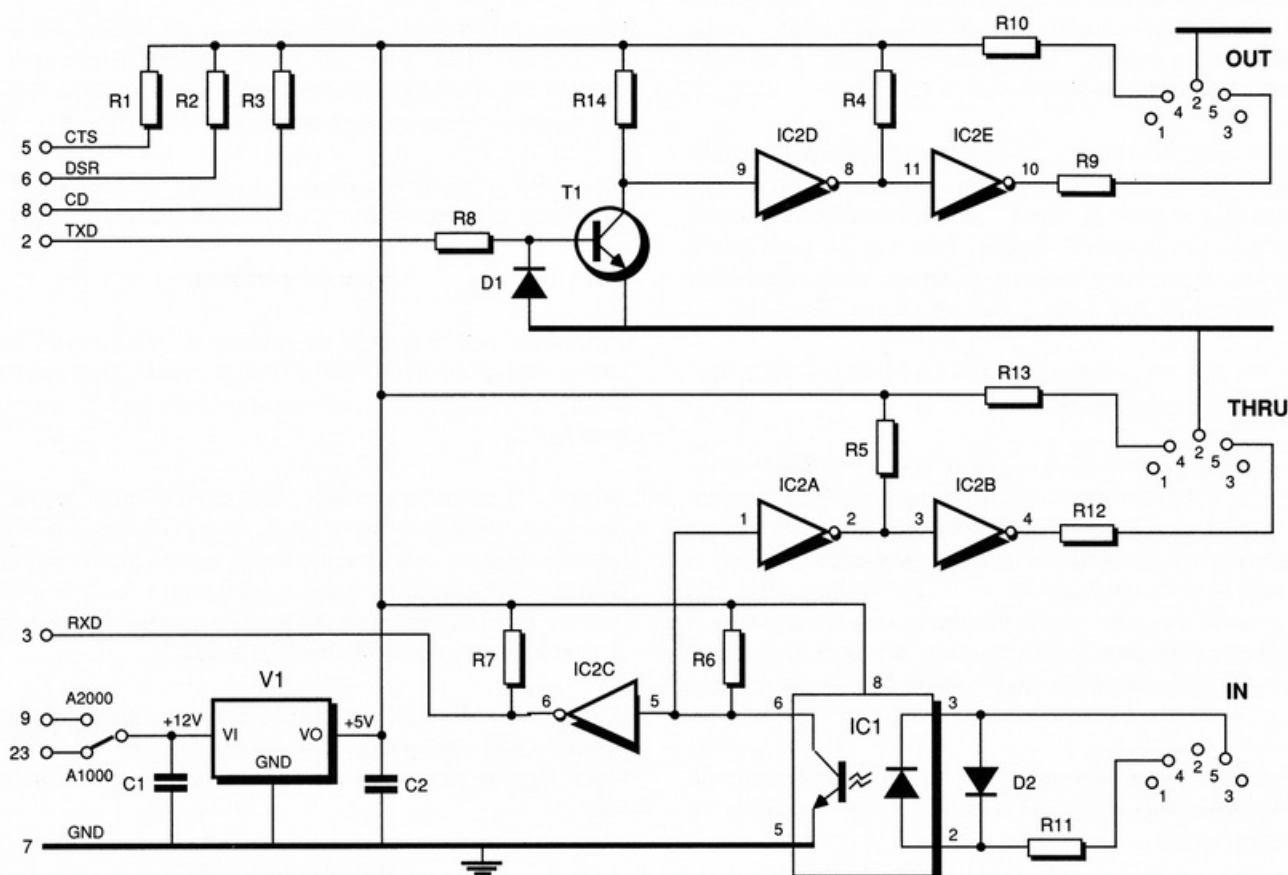 R10
OUT
R1 R2 R3 R14 R4
4 2 5
1 3
5 CTS
6 DSR
8 CD
2 TXD
IC2D IC2E
9 8 11 10 R9
R8 T1
D1
R13
THRU
R5
4 2 5
1 3
IC2A IC2B
1 2 3 4 R12
3 RXD
R7 IC2C R6
6 5
V1
9 A2000
23 A1000
+12V VI VO +5V
GND
C1 C2
6 8 3
IC1
5 2
D2
R11
IN
4 2 5
1 3
7 GND